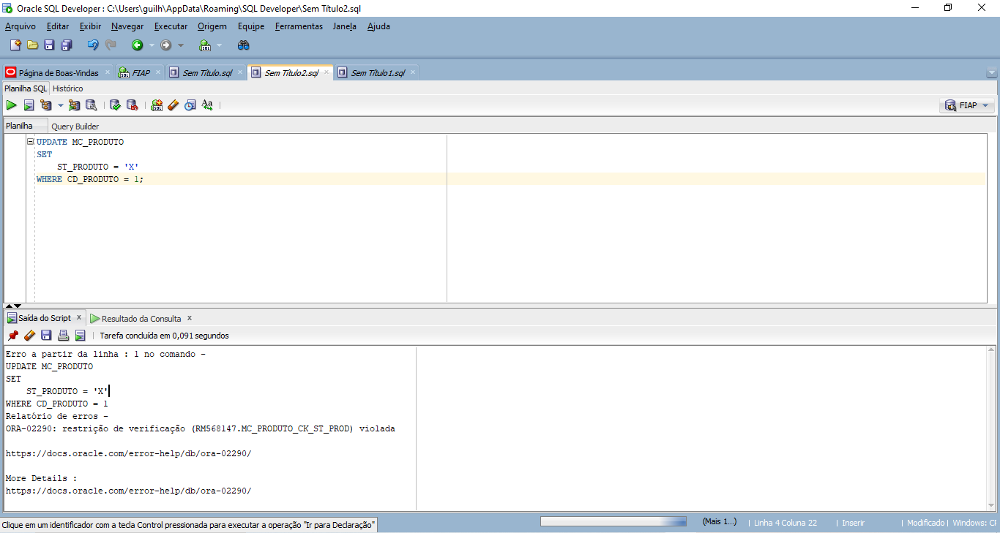 Oracle SQL Developer : C:\Users\guilh\AppData\Roaming\SQL Developer\Sem Título2.sql
Arquivo Editar Exibir Navegar Executar Origem Equipe Ferramentas Janela Ajuda
Página de Boas-Vindas FIAP Sem Título.sql Sem Título2.sql Sem Título1.sql
Planilha SQL Histórico
FIAP
Planilha Query Builder
UPDATE MC_PRODUTO
SET
ST_PRODUTO = 'X'
WHERE CD_PRODUTO = 1;
Saída do Script x Resultado da Consulta x
Tarefa concluída em 0,091 segundos
Erro a partir da linha : 1 no comando -
UPDATE MC_PRODUTO
SET
ST_PRODUTO = 'X'
WHERE CD_PRODUTO = 1
Relatório de erros -
ORA-02290: restrição de verificação (RM568147.MC_PRODUTO_CK_ST_PROD) violada
https://docs.oracle.com/error-help/db/ora-02290/
More Details :
https://docs.oracle.com/error-help/db/ora-02290/
Clique em um identificador com a tecla Control pressionada para executar a operação "Ir para Declaração"
(Mais 1...) | Linha 4 Coluna 22 | Inserir | Modificado | Windows: